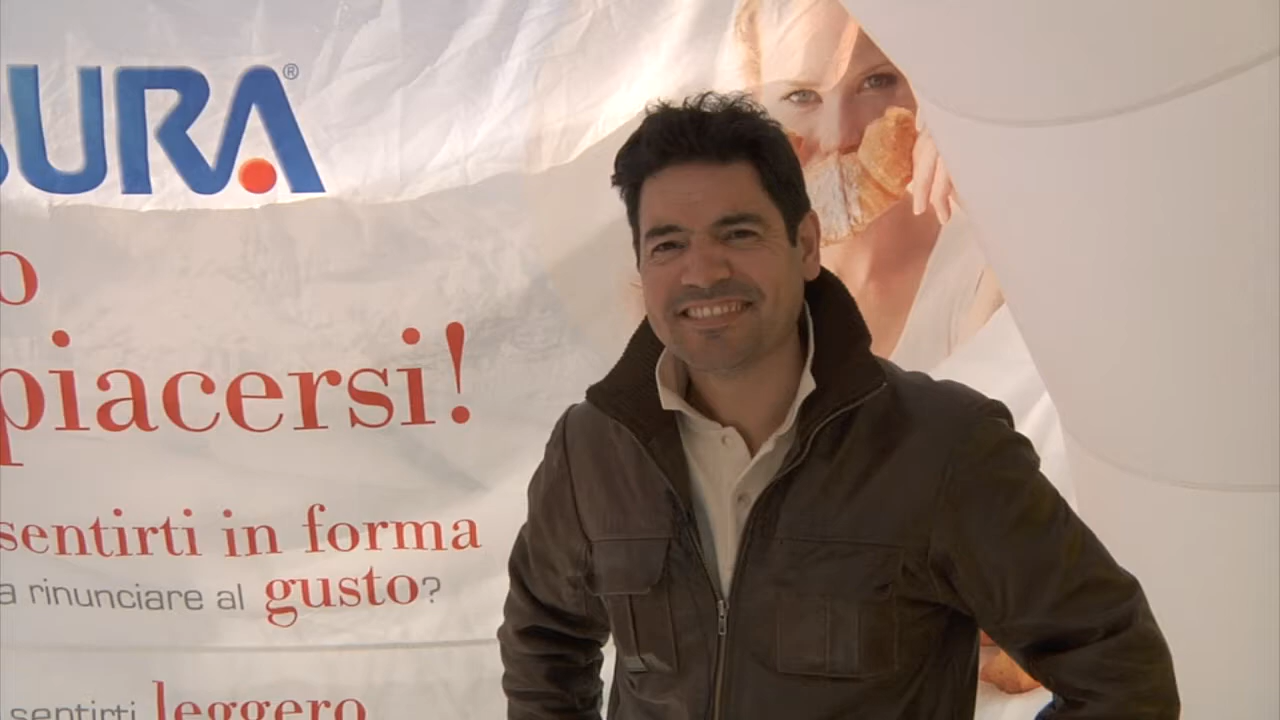 SURA®
o
piacersi!
sentirti in forma
a rinunciare al gusto?
sentirti leggero